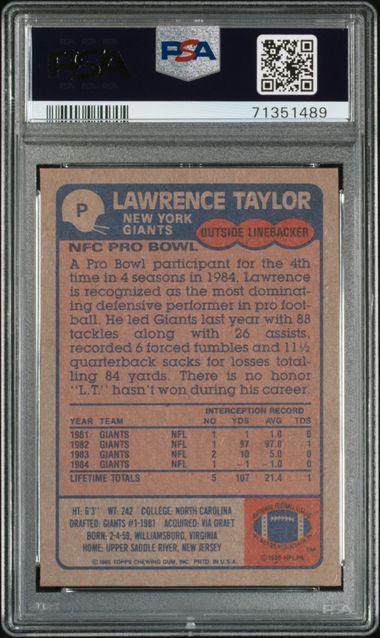 PSA
PSA
71351489
P
LAWRENCE TAYLOR
NEW YORK
GIANTS
OUTSIDE LINEBACKER
NFC PRO BOWL
A Pro Bowl participant for the 4th
time in 4 seasons in 1984, Lawrence
is recognized as the most dominat-
ing defensive performer in pro foot-
ball. He led Giants last year with 88
tackles along with 26 assists,
recorded 6 forced fumbles and 11½
quarterback sacks for losses total-
ling 84 yards. There is no honor
"L.T." hasn't won during his career.
INTERCEPTION RECORD
YEAR TEAM NO YDS AVG TDS
1981 GIANTS NFL 1 1 1.0 0
1982 GIANTS NFL 1 97 97.0 1
1983 GIANTS NFL 2 10 5.0 0
1984 GIANTS NFL 1 -1 -1.0 0
LIFETIME TOTALS 5 107 21.4 1
HT: 6'3" WT: 242 COLLEGE: NORTH CAROLINA
DRAFTED: GIANTS #1-1981 ACQUIRED: VIA DRAFT
BORN: 2-4-59, WILLIAMSBURG, VIRGINIA
HOME: UPPER SADDLE RIVER, NEW JERSEY
©1985 TOPPS CHEWING GUM, INC. PRTD. IN U.S.A.
©1985 NFLPA